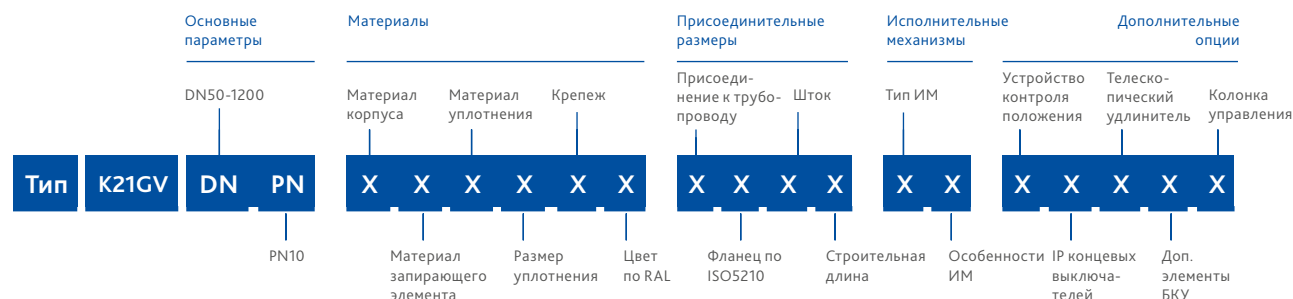 Основные
параметры
Материалы
Присоединительные
размеры
Исполнительные
механизмы
Дополнительные
опции
DN50-1200
Материал
корпуса
Материал
уплотнения
Крепеж
Присоеди-
нение к трубо-
проводу
Шток
Тип ИМ
Устройство
контроля
положения
Телеско-
пический
удлинитель
Колонка
управления
Тип K21GV DN PN X X X X X X X X X X X X X X X X X
PN10
Материал
запирающего
элемента
Размер
уплотнения
Цвет
по RAL
Фланец по
ISO5210
Строительная
длина
Особенности
ИМ
IP концевых
выключа-
телей
Доп.
элементы
БКУ